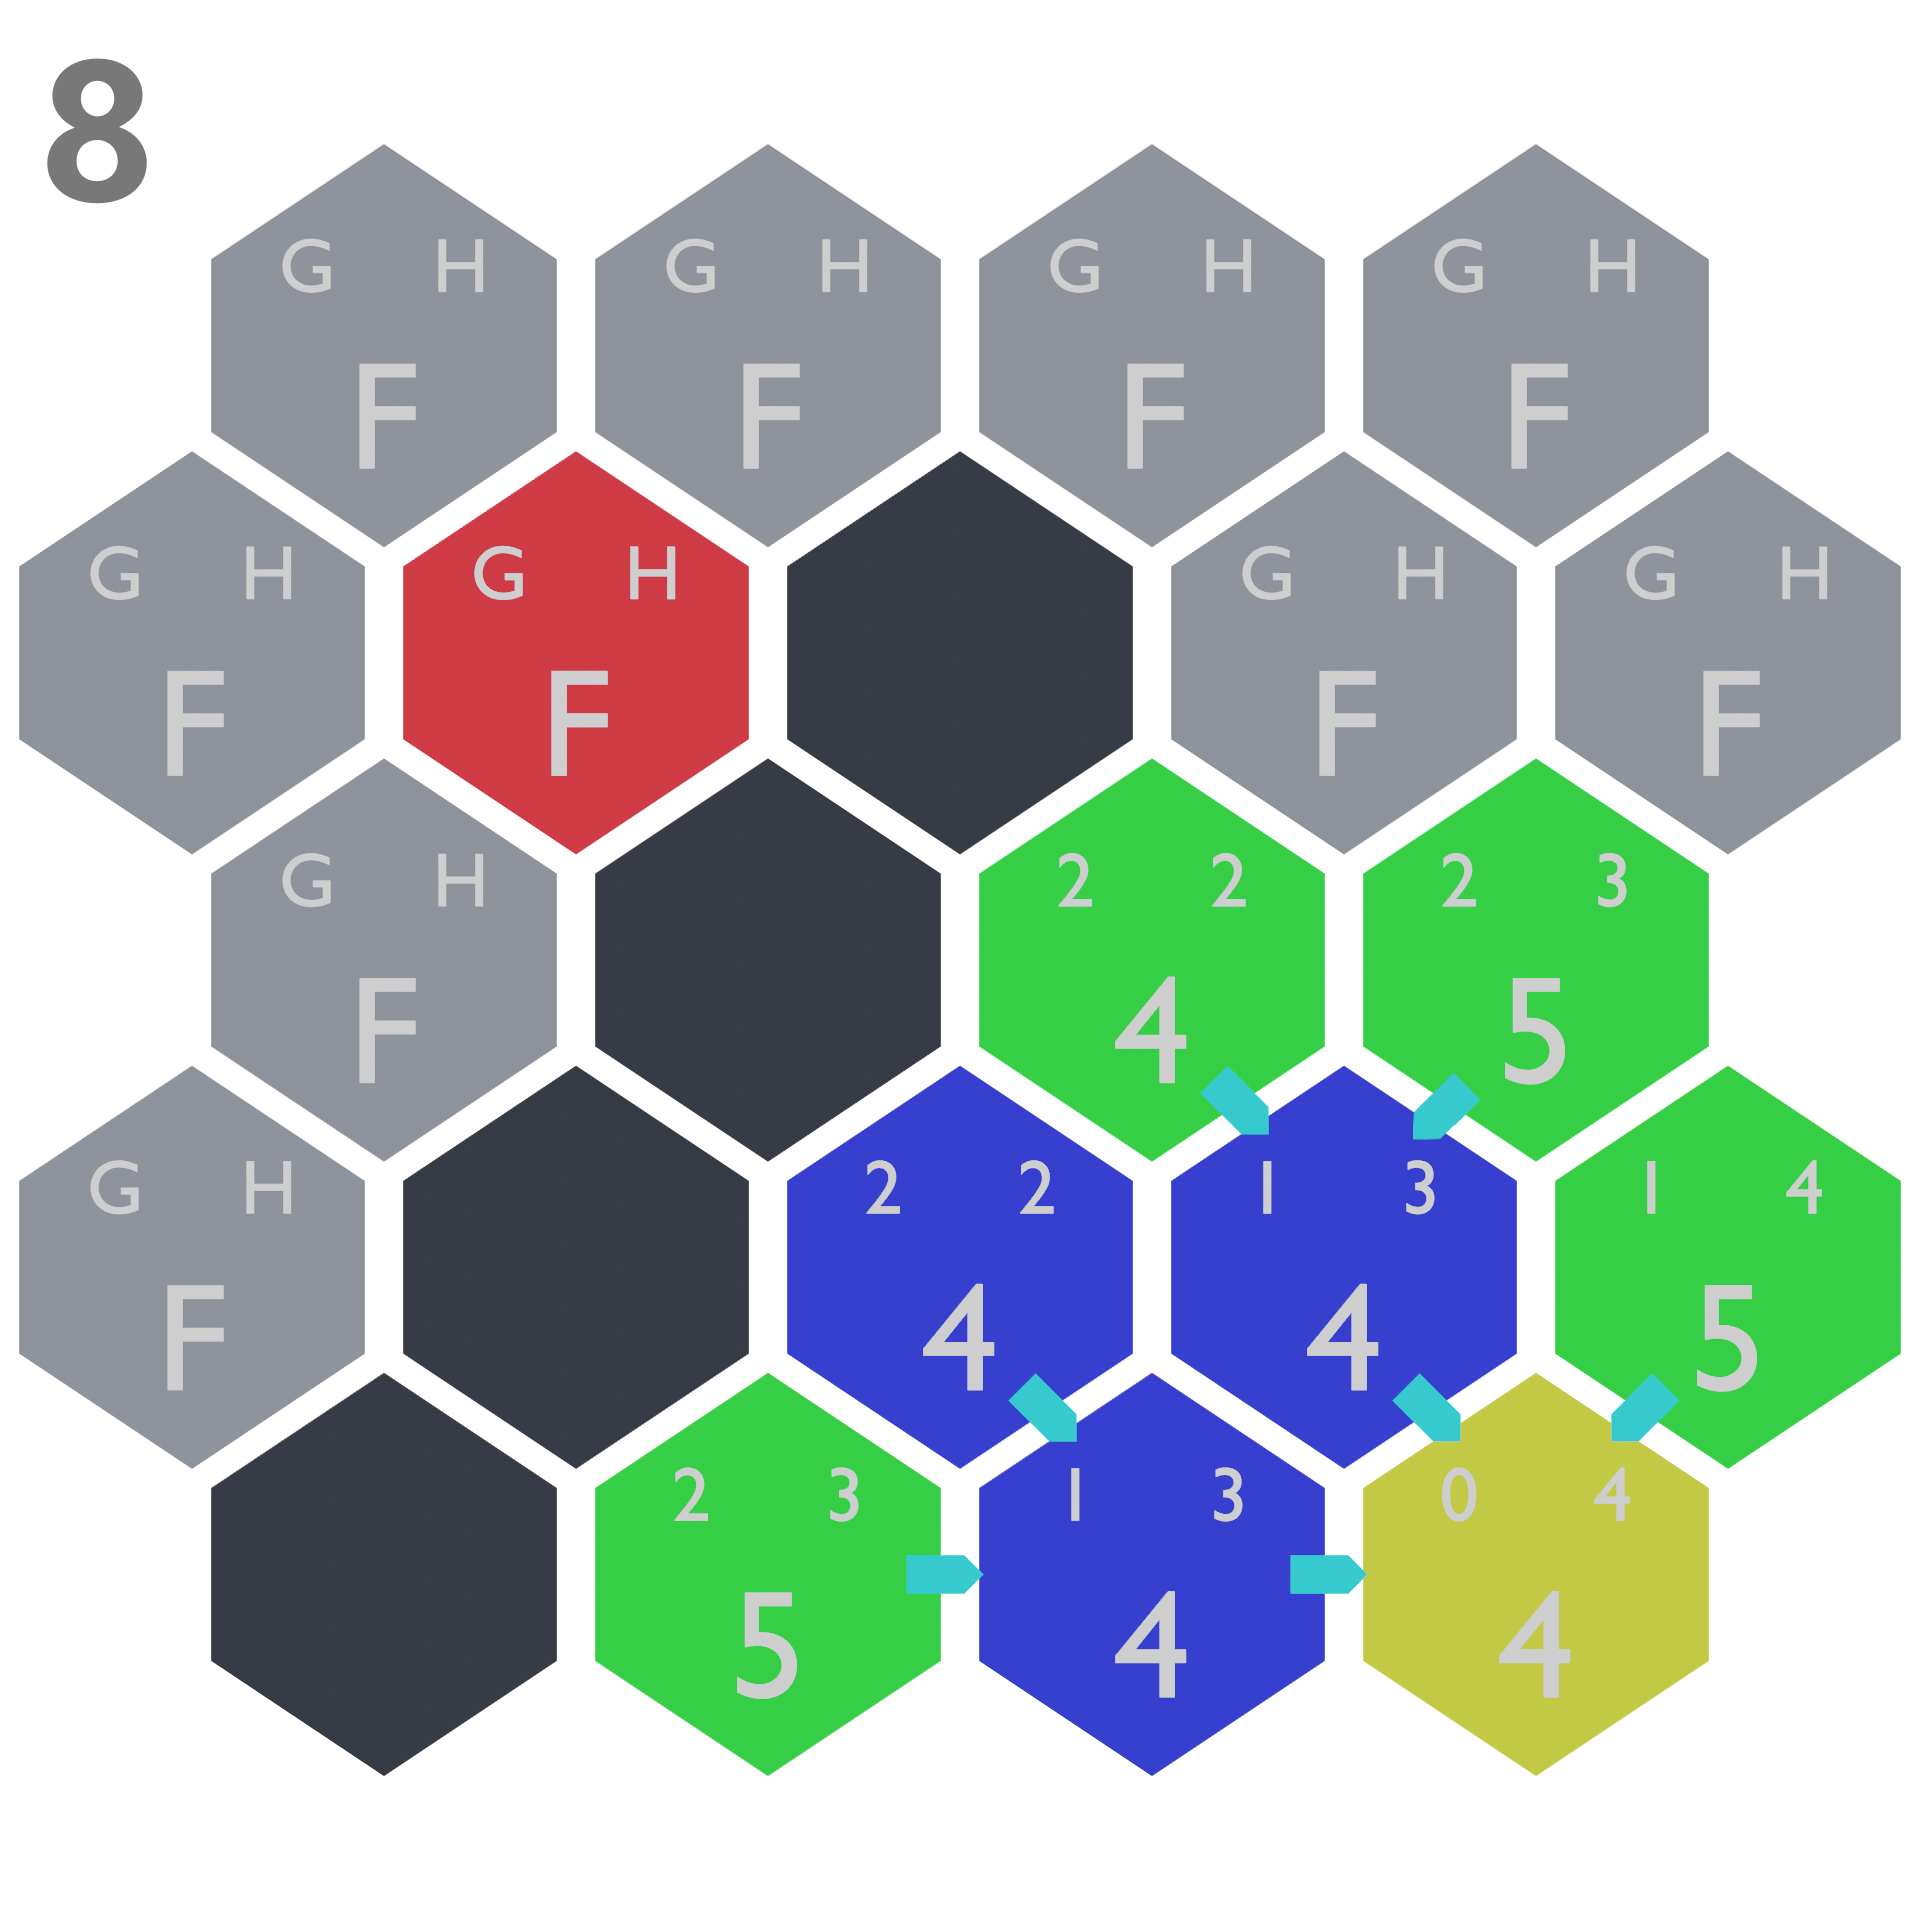 8
G H G H G H G H
F F F F
G H G H G H G H
F F F F
G H 2 2 2 3
F 4 5
G H 2 2 1 3 1 4
F 4 4 5
2 3 1 3 0 4
5 4 4